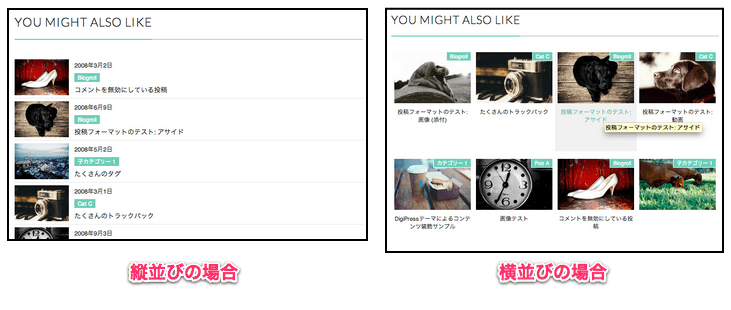 YOU MIGHT ALSO LIKE
2008年3月2日
Blogroll
コメントを無効にしている投稿
2008年6月9日
Blogroll
投稿フォーマットのテスト: アサイド
2008年5月2日
子カテゴリー 1
たくさんのタグ
2008年3月1日
Cat C
たくさんのトラックバック
2008年9月3日
縦並びの場合
YOU MIGHT ALSO LIKE
Blogroll
Cat C
Blogroll
Blogroll
投稿フォーマットのテスト:
画像 (添付)
たくさんのトラックバック
投稿フォーマットのテスト:
アサイド
投稿フォーマットのテスト:
動画
投稿フォーマットのテスト: アサイド
カテゴリー 1
Foo A
Blogroll
子カテゴリー 1
DigiPressテーマによるコンテ
ンツ装飾サンプル
画像テスト
コメントを無効にしている投
稿
たくさんのタグ
横並びの場合